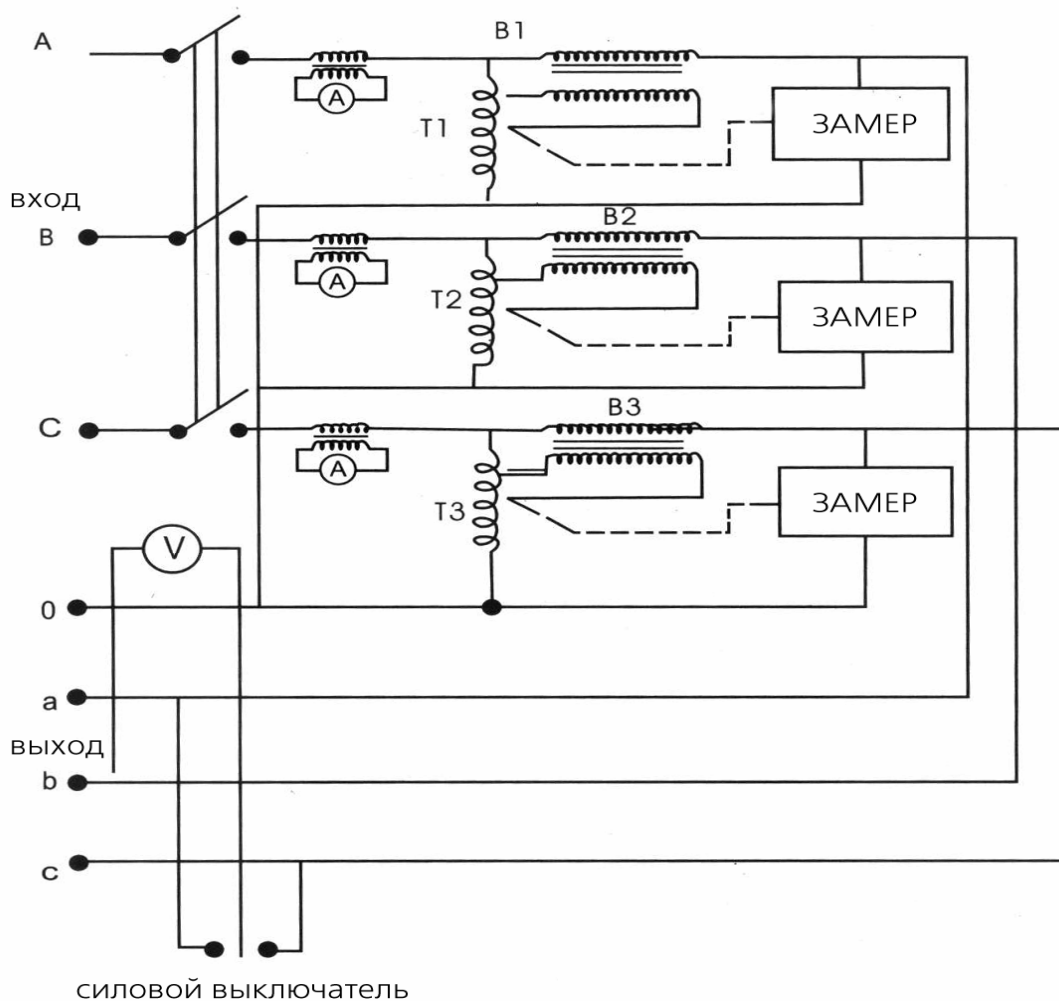 A
B1
A
T1
ЗАМЕР
вход
B
B2
A
T2
ЗАМЕР
C
B3
A
T3
ЗАМЕР
V
0
a
выход
b
c
силовой выключатель